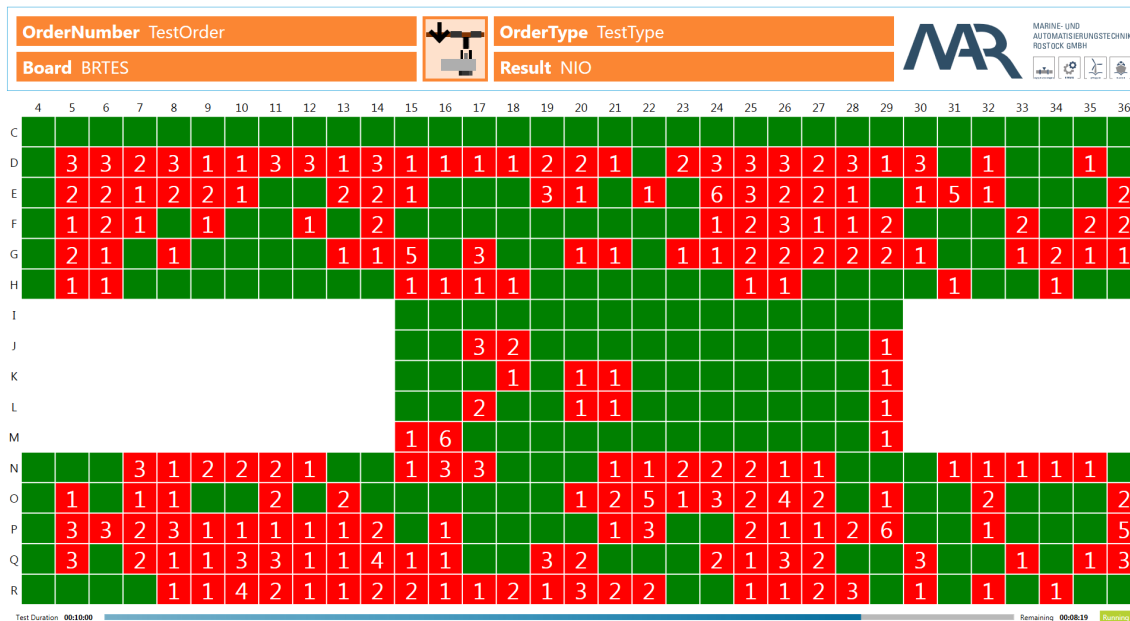 OrderNumber TestOrder
OrderType TestType
Board BRTES
Result NIO
MAR
MARINE- UND
AUTOMATISIERUNGSTECHNIK
ROSTOCK GMBH
4 5 6 7 8 9 10 11 12 13 14 15 16 17 18 19 20 21 22 23 24 25 26 27 28 29 30 31 32 33 34 35 36
C
D 3 3 2 3 1 1 3 3 1 3 1 1 1 1 2 2 1 2 3 3 3 2 3 1 3 1 1
E 2 2 1 2 2 1 2 2 1 3 1 1 6 3 2 2 1 1 5 1 2
F 1 2 1 1 1 2 1 2 3 1 1 2 2 2 2
G 2 1 1 1 1 5 3 1 1 1 1 2 2 2 2 2 1 1 2 1 1
H 1 1 1 1 1 1 1 1 1 1
I
J 3 2 1
K 1 1 1 1
L 2 1 1 1
M 1 6 1
N 3 1 2 2 2 1 1 3 3 1 1 2 2 2 1 1 1 1 1 1 1
O 1 1 1 2 2 1 2 5 1 3 2 4 2 1 2 2
P 3 3 2 3 1 1 1 1 1 2 1 1 3 2 1 1 2 6 1 5
Q 3 2 1 1 3 3 1 1 4 1 1 3 2 2 1 3 2 3 1 1 3
R 1 1 4 2 1 1 2 2 1 1 2 1 3 2 2 1 1 2 3 1 1 1
Test Duration 00:10:00
Remaining 00:08:19 Running